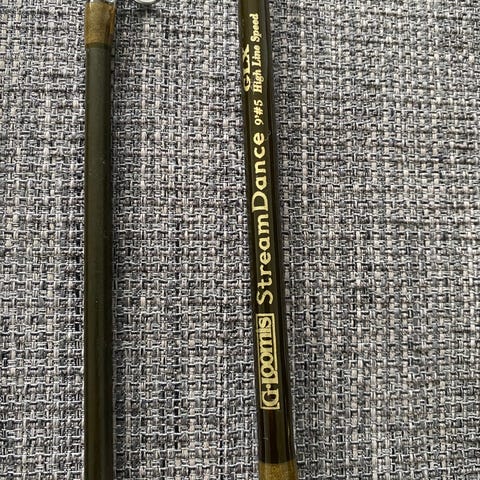 G·Loomis StreamDance GLX
9'#5 High Line Speed